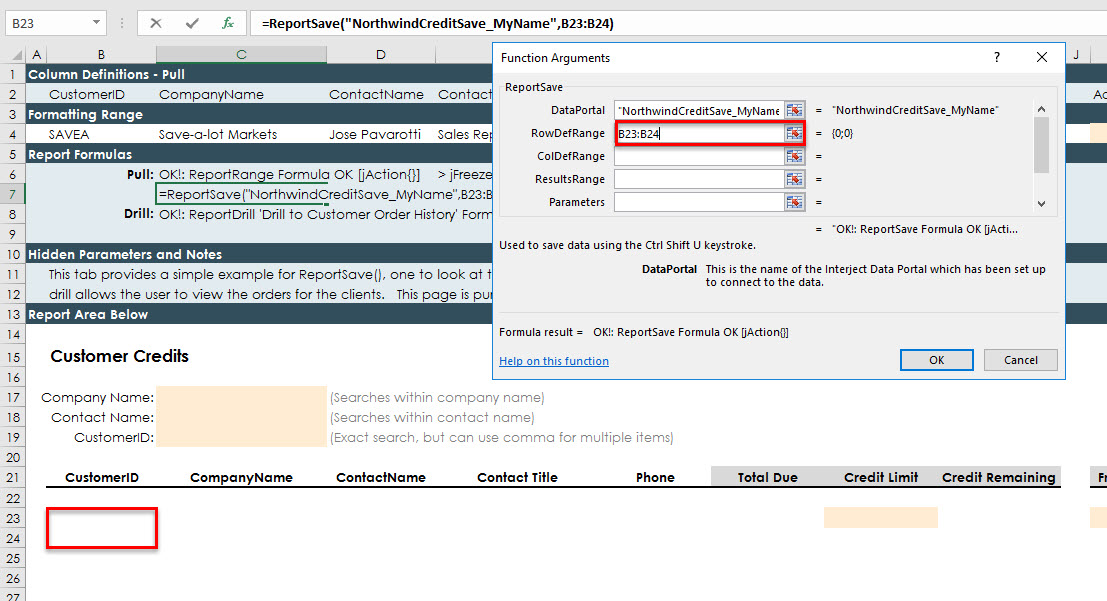 B23 =ReportSave("NorthwindCreditSave_MyName",B23:B24)
Function Arguments ?
A B C D J
1 Column Definitions - Pull
2 CustomerID CompanyName ContactName Contact Ac
3 Formatting Range
4 SAVEA Save-a-lot Markets Jose Pavarotti Sales Rep
5 Report Formulas
6 Pull: OK!: ReportRange Formula OK [jAction{}] > jFreeze
7 =ReportSave("NorthwindCreditSave_MyName",B23:B
8 Drill: OK!: ReportDrill 'Drill to Customer Order History' Form
9
10 Hidden Parameters and Notes
11 This tab provides a simple example for ReportSave(), one to look at t
12 drill allows the user to view the orders for the clients. This page is pu
13 Report Area Below
ReportSave
DataPortal "NorthwindCreditSave_MyName = "NorthwindCreditSave_MyName"
RowDefRange B23:B24 = {0;0}
ColDefRange =
ResultsRange =
Parameters =
= "OK!: ReportSave Formula OK [jActi...
Used to save data using the Ctrl Shift U keystroke.
DataPortal This is the name of the Interject Data Portal which has been set up
to connect to the data.
Formula result = OK!: ReportSave Formula OK [jAction{}]
Help on this function OK Cancel
14
15 Customer Credits
16
17 Company Name: (Searches within company name)
18 Contact Name: (Searches within contact name)
19 CustomerID: (Exact search, but can use comma for multiple items)
20
21 CustomerID CompanyName ContactName Contact Title Phone Total Due Credit Limit Credit Remaining Fr
22
23
24
25
26
27